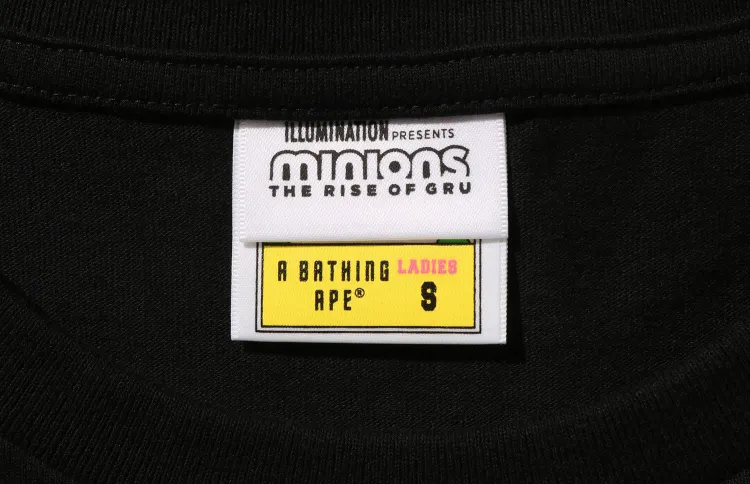 ILLUMINATION PRESENTS
minions
THE RISE OF GRU
A BATHING LADIES
APE® S